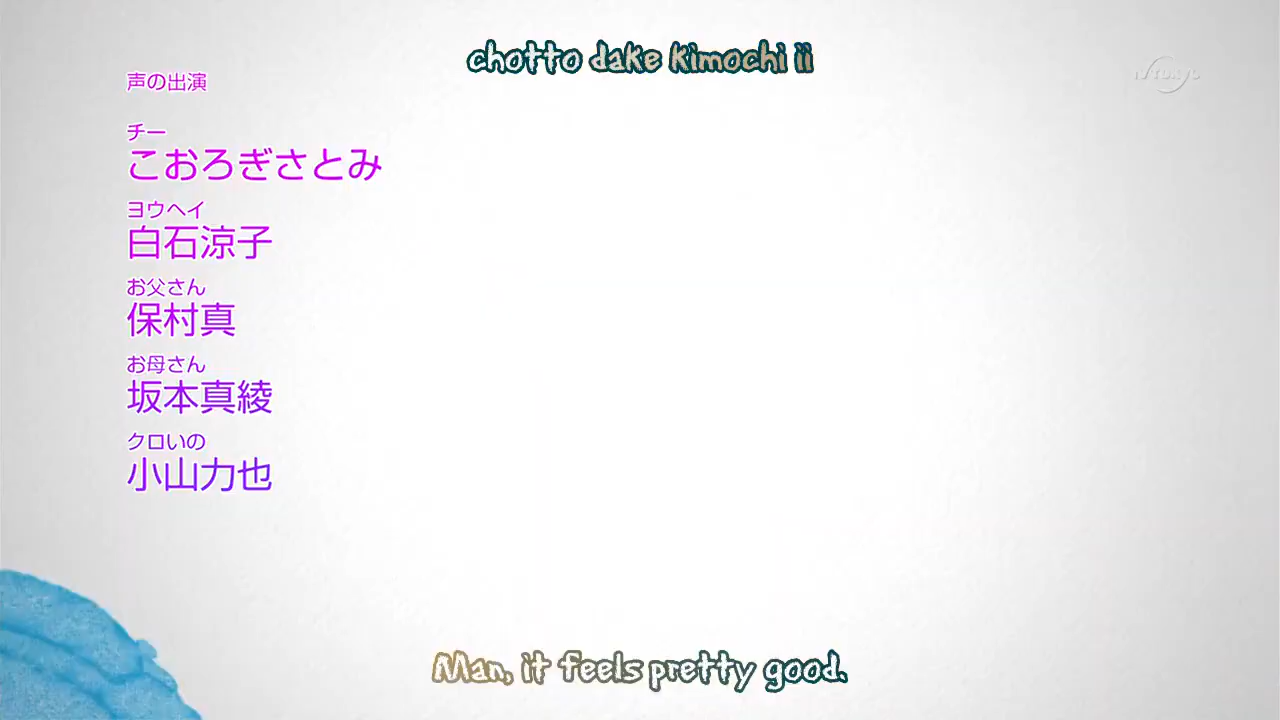 chotto dake kimochi ii
声の出演
TV TOKYO
チー
こおろぎさとみ
ヨウヘイ
白石涼子
お父さん
保村真
お母さん
坂本真綾
クロいの
小山力也
Man, it feels pretty good.